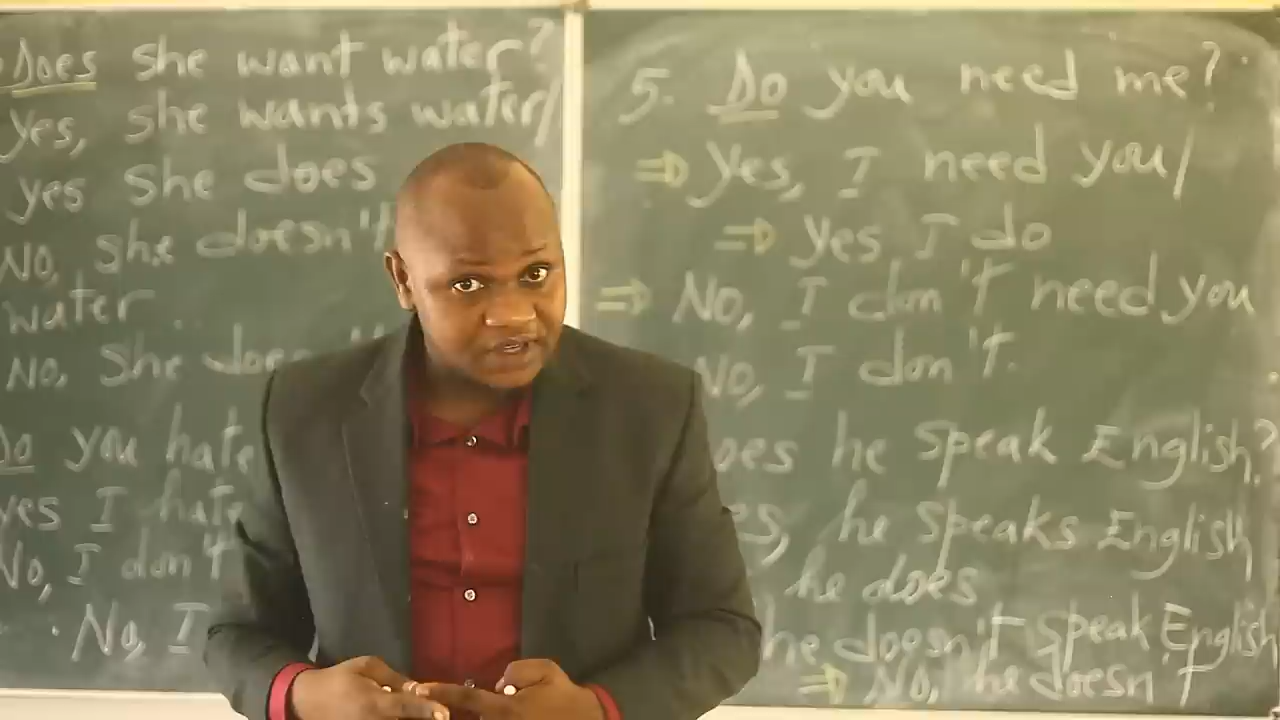 Does she want water?
Yes, she wants water/
yes she does
No, she doesn't
water
No, She
Do you hate
yes I hate
No, I don't
No, I
5. Do you need me?
⇒ Yes, I need you/
⇒ yes I do
⇒ No, I don't need you
No, I don't.
he speak English?
he speaks English
he does
he doesn't speak English
⇒ No, he doesn't